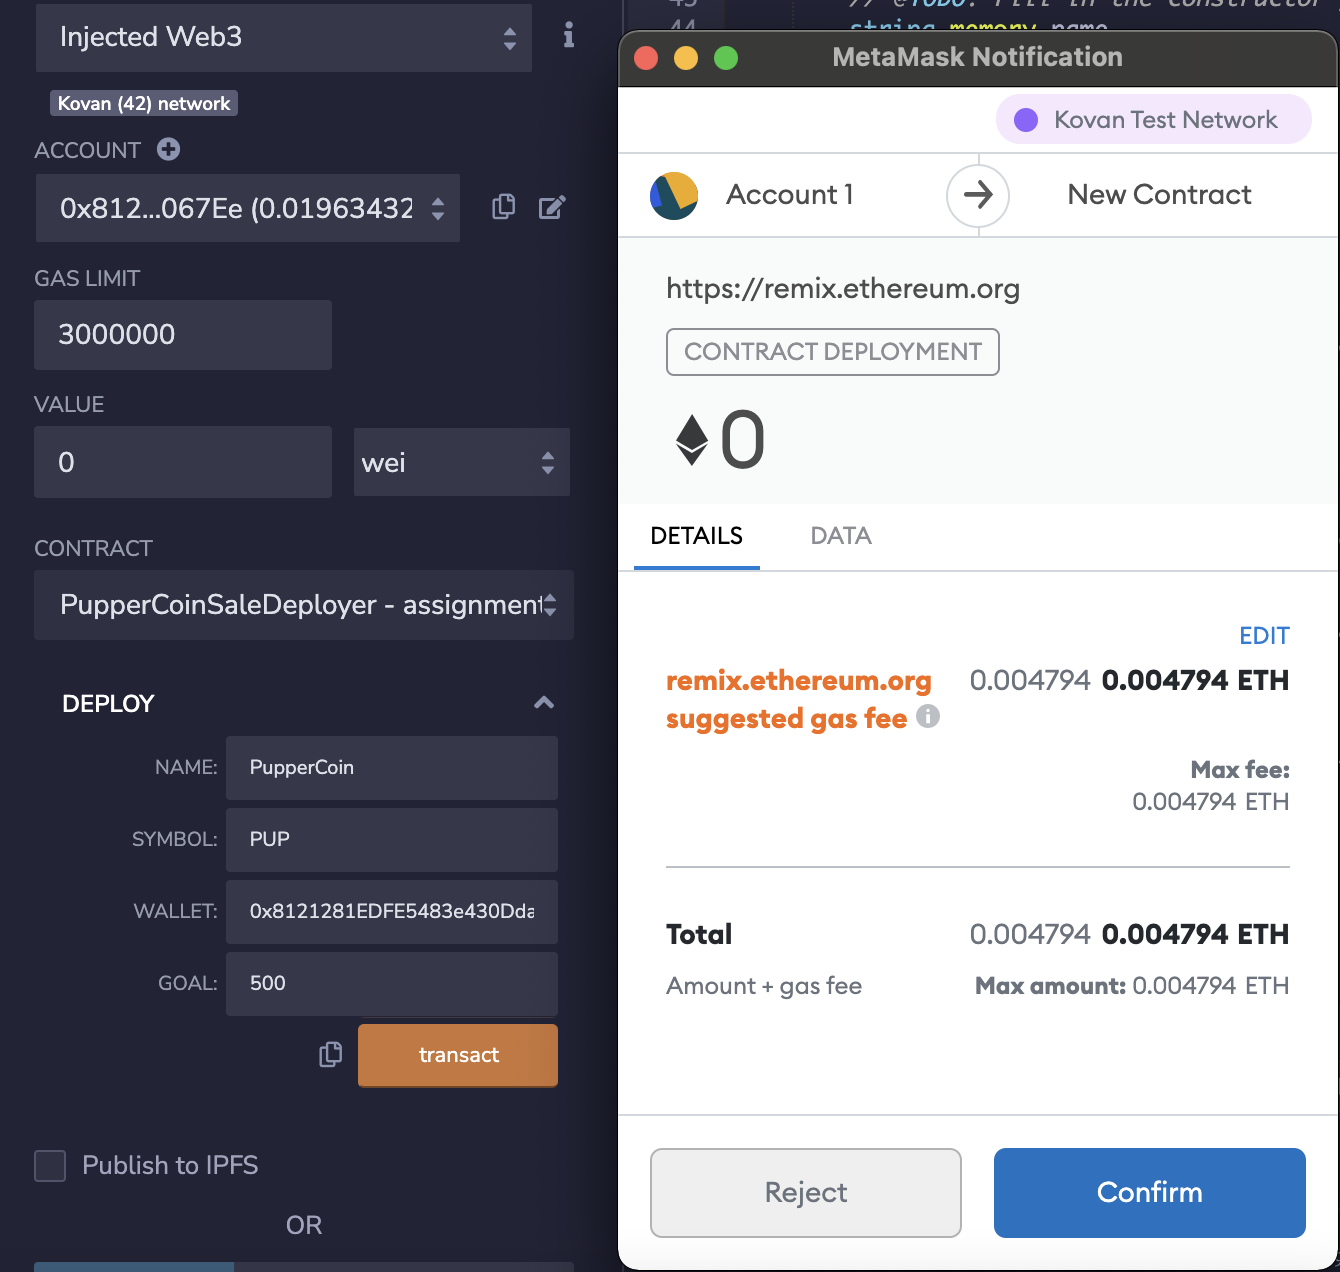 Injected Web3
Kovan (42) network
ACCOUNT
0x812...067Ee (0.01963432
GAS LIMIT
3000000
VALUE
0
wei
CONTRACT
PupperCoinSaleDeployer - assignment
DEPLOY
NAME:
PupperCoin
SYMBOL:
PUP
WALLET:
0x8121281EDFE5483e430Dda
GOAL:
500
transact
Publish to IPFS
OR
44
string memory name
MetaMask Notification
Kovan Test Network
Account 1
New Contract
https://remix.ethereum.org
CONTRACT DEPLOYMENT
0
DETAILS
DATA
EDIT
remix.ethereum.org
suggested gas fee
0.004794 0.004794 ETH
Max fee:
0.004794 ETH
Total
0.004794 0.004794 ETH
Amount + gas fee
Max amount: 0.004794 ETH
Reject
Confirm